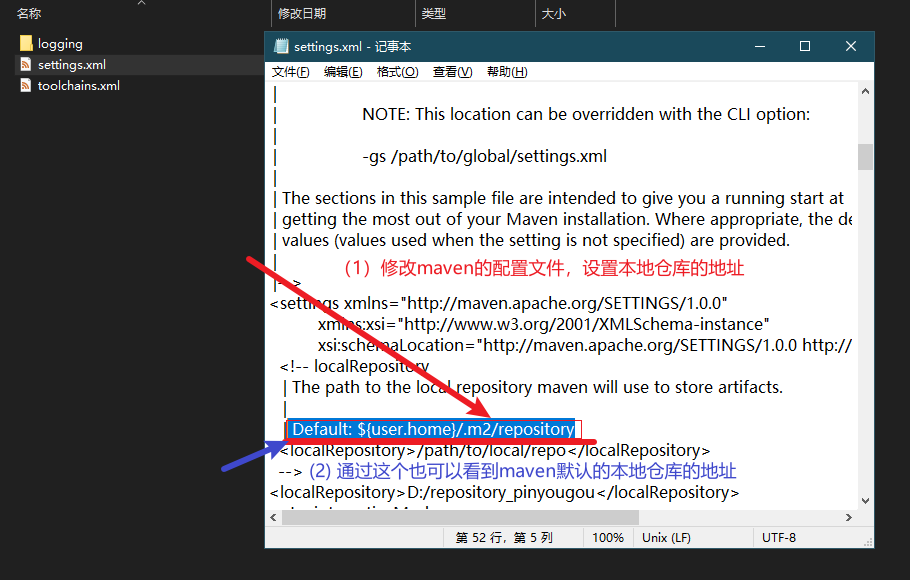 名称
修改日期
类型
大小
logging
settings.xml
toolchains.xml
settings.xml - 记事本
文件(F) 编辑(E) 格式(O) 查看(V) 帮助(H)
|
| NOTE: This location can be overridden with the CLI option:
|
| -gs /path/to/global/settings.xml
|
| The sections in this sample file are intended to give you a running start at
| getting the most out of your Maven installation. Where appropriate, the de
| values (values used when the setting is not specified) are provided.
|
（1）修改maven的配置文件，设置本地仓库的地址
|-->
<settings xmlns="http://maven.apache.org/SETTINGS/1.0.0"
xmlns:xsi="http://www.w3.org/2001/XMLSchema-instance"
xsi:schemaLocation="http://maven.apache.org/SETTINGS/1.0.0 http://
<!-- localRepository
| The path to the local repository maven will use to store artifacts.
|
| Default: ${user.home}/.m2/repository
<localRepository>/path/to/local/repo</localRepository>
--> (2) 通过这个也可以看到maven默认的本地仓库的地址
<localRepository>D:/repository_pinyougou</localRepository>
第 52 行，第 5 列 100% Unix (LF) UTF-8